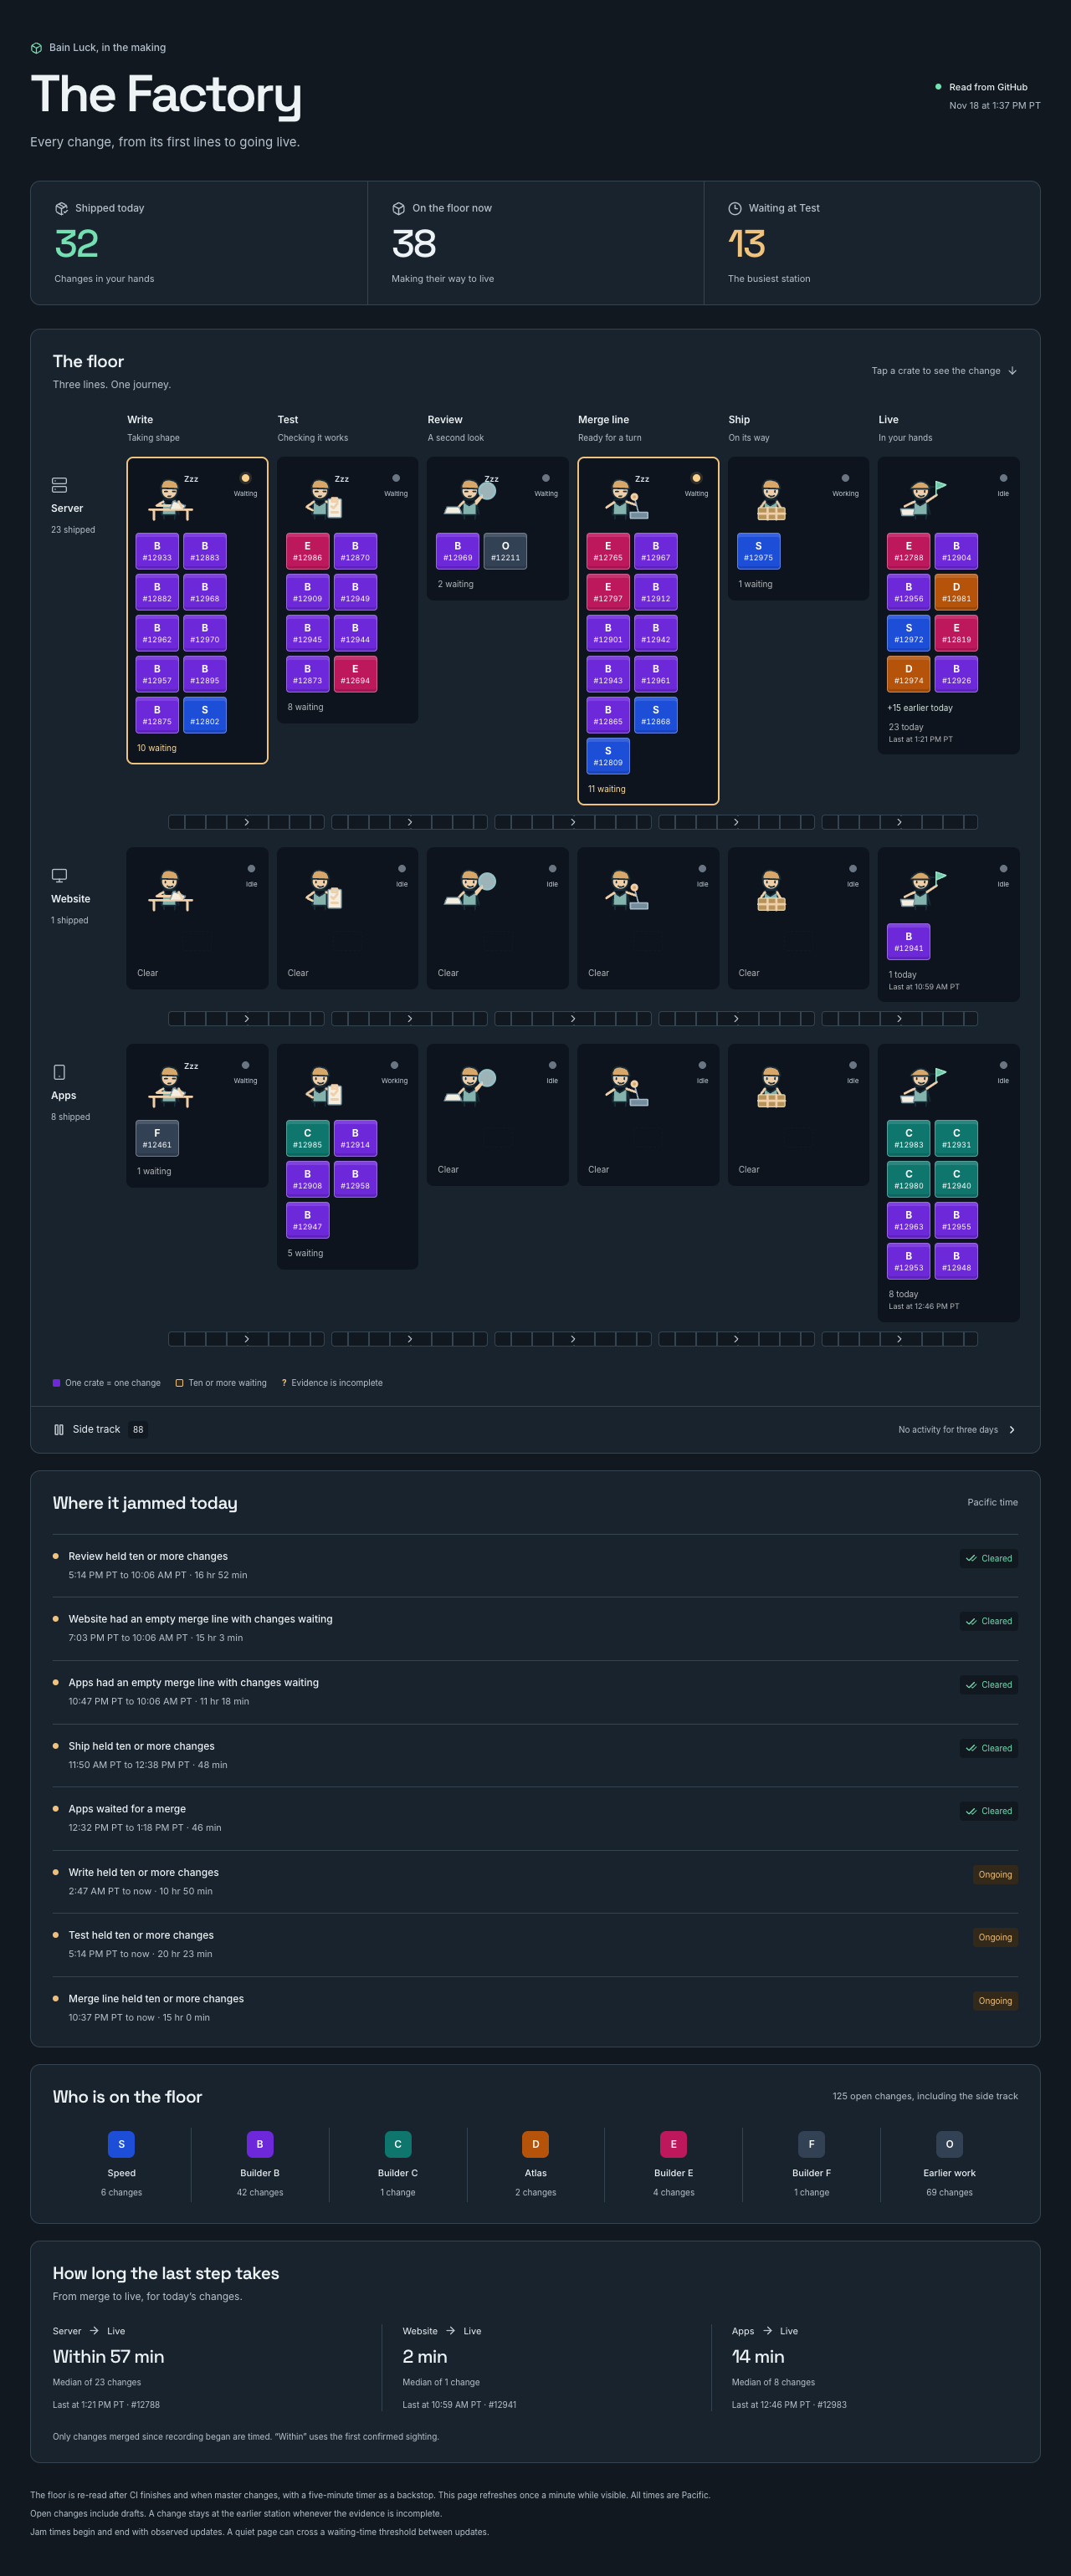 Bain Luck, in the making
The Factory
Every change, from its first lines to going live.
Read from GitHub
Nov 18 at 1:37 PM PT
Shipped today
32
Changes in your hands
On the floor now
38
Making their way to live
Waiting at Test
13
The busiest station
The floor
Three lines. One journey.
Tap a crate to see the change
Write
Taking shape
Test
Checking it works
Review
A second look
Merge line
Ready for a turn
Ship
On its way
Live
In your hands
Server
23 shipped
Zzz
Waiting
B #12933
B #12883
B #12882
B #12968
B #12962
B #12970
B #12957
B #12895
B #12875
S #12802
10 waiting
Zzz
Waiting
E #12986
B #12870
B #12909
B #12949
B #12945
B #12944
B #12873
E #12694
8 waiting
Zzz
Waiting
B #12969
O #12211
2 waiting
Zzz
Waiting
E #12765
B #12967
E #12797
B #12912
B #12901
B #12942
B #12943
B #12961
B #12865
S #12868
S #12809
11 waiting
Working
S #12975
1 waiting
Idle
E #12788
B #12904
B #12956
D #12981
S #12972
E #12819
D #12974
B #12926
+15 earlier today
23 today
Last at 1:21 PM PT
Website
1 shipped
Idle
Clear
Idle
Clear
Idle
Clear
Idle
Clear
Idle
Clear
Idle
B #12941
1 today
Last at 10:59 AM PT
Apps
8 shipped
Zzz
Waiting
F #12461
1 waiting
Working
C #12985
B #12914
B #12908
B #12958
B #12947
5 waiting
Idle
Clear
Idle
Clear
Idle
Clear
Idle
C #12983
C #12931
C #12980
C #12940
B #12963
B #12955
B #12953
B #12948
8 today
Last at 12:46 PM PT
One crate = one change
Ten or more waiting
? Evidence is incomplete
Side track 88
No activity for three days
Where it jammed today
Pacific time
Review held ten or more changes
5:14 PM PT to 10:06 AM PT · 16 hr 52 min
Cleared
Website had an empty merge line with changes waiting
7:03 PM PT to 10:06 AM PT · 15 hr 3 min
Cleared
Apps had an empty merge line with changes waiting
10:47 PM PT to 10:06 AM PT · 11 hr 18 min
Cleared
Ship held ten or more changes
11:50 AM PT to 12:38 PM PT · 48 min
Cleared
Apps waited for a merge
12:32 PM PT to 1:18 PM PT · 46 min
Cleared
Write held ten or more changes
2:47 AM PT to now · 10 hr 50 min
Ongoing
Test held ten or more changes
5:14 PM PT to now · 20 hr 23 min
Ongoing
Merge line held ten or more changes
10:37 PM PT to now · 15 hr 0 min
Ongoing
Who is on the floor
125 open changes, including the side track
S
Speed
6 changes
B
Builder B
42 changes
C
Builder C
1 change
D
Atlas
2 changes
E
Builder E
4 changes
F
Builder F
1 change
O
Earlier work
69 changes
How long the last step takes
From merge to live, for today's changes.
Server → Live
Within 57 min
Median of 23 changes
Last at 1:21 PM PT · #12788
Website → Live
2 min
Median of 1 change
Last at 10:59 AM PT · #12941
Apps → Live
14 min
Median of 8 changes
Last at 12:46 PM PT · #12983
Only changes merged since recording began are timed. “Within” uses the first confirmed sighting.
The floor is re-read after CI finishes and when master changes, with a five-minute timer as a backstop. This page refreshes once a minute while visible. All times are Pacific.
Open changes include drafts. A change stays at the earlier station whenever the evidence is incomplete.
Jam times begin and end with observed updates. A quiet page can cross a waiting-time threshold between updates.